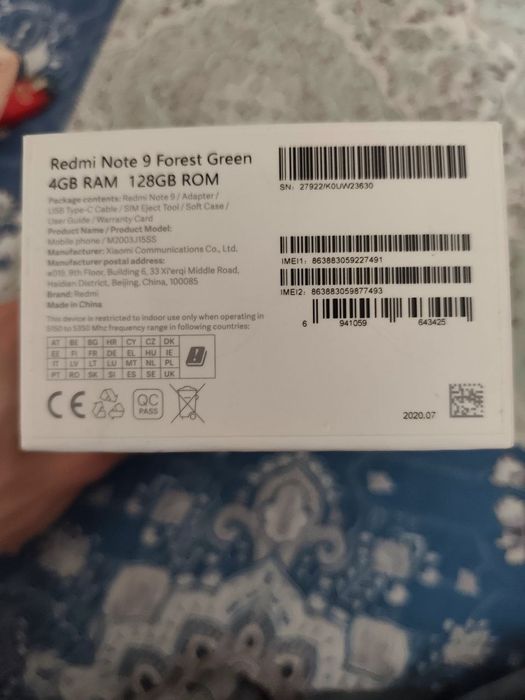 Redmi Note 9 Forest Green
4GB RAM 128GB ROM
Package contents: Redmi Note 9 / Adapter /
USB Type-C Cable / SIM Eject Tool / Soft Case /
User Guide / Warranty Card
Product Name / Product Model:
Mobile phone / M2003J15SS
Manufacturer: Xiaomi Communications Co., Ltd.
Manufacturer postal address:
#019, 9th Floor, Building 6, 33 Xi'erqi Middle Road,
Haidian District, Beijing, China, 100085
Brand: Redmi
Made in China
This device is restricted to indoor use only when operating in
5150 to 5350 MHz frequency range in following countries:
AT BE BG HR CY CZ DK
EE FI FR DE EL HU IE
IT LV LT LU MT NL PL
PT RO SK SI ES SE UK
CE
QC
PASS
SN: 27922/K0UW23630
IMEI1: 863883059227491
IMEI2: 863883059877493
6 941059 643425
2020.07